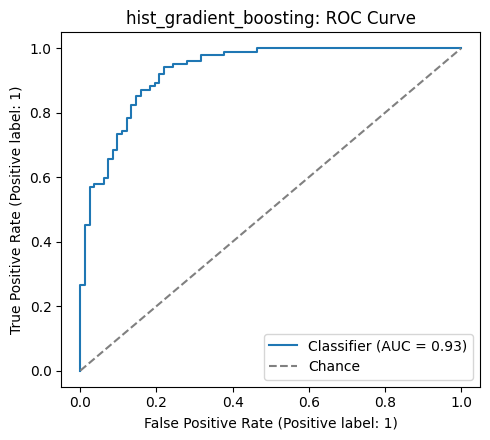 hist_gradient_boosting: ROC Curve
True Positive Rate (Positive label: 1)
1.0
0.8
0.6
0.4
0.2
0.0
Classifier (AUC = 0.93)
Chance
0.0 0.2 0.4 0.6 0.8 1.0
False Positive Rate (Positive label: 1)